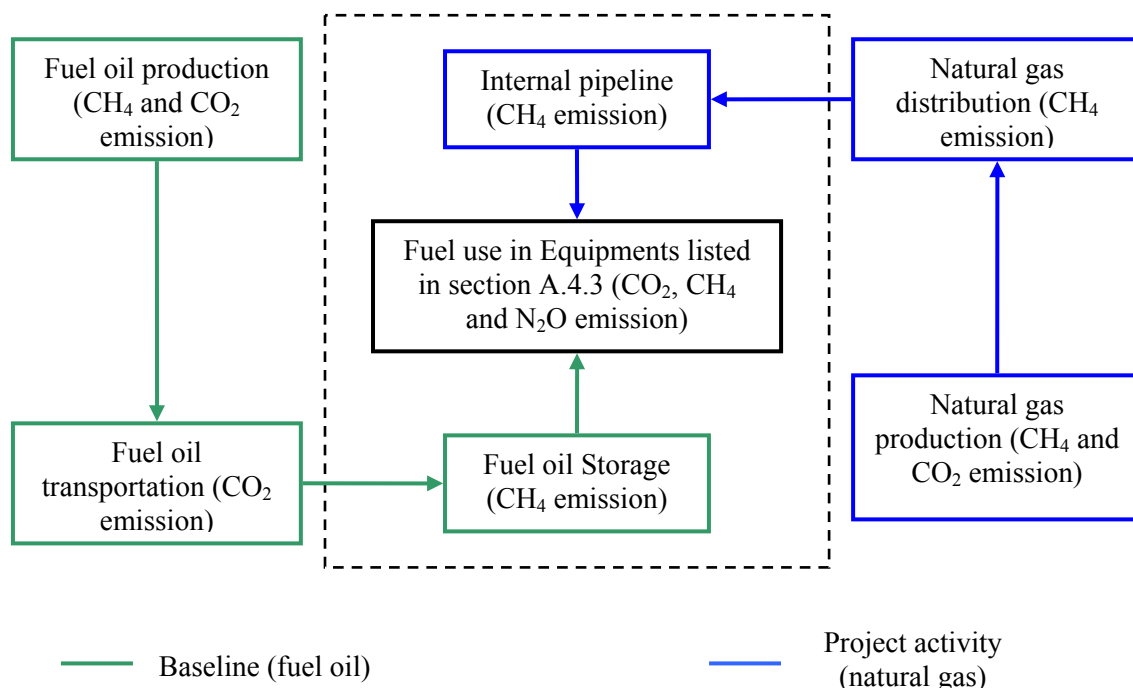 Fuel oil production
(CH₄ and CO₂
emission)
Internal pipeline
(CH₄ emission)
Natural gas
distribution (CH₄
emission)
Fuel use in Equipments listed
in section A.4.3 (CO₂, CH₄
and N₂O emission)
Fuel oil
transportation (CO₂
emission)
Fuel oil Storage
(CH₄ emission)
Natural gas
production (CH₄ and
CO₂ emission)
Baseline (fuel oil)
Project activity
(natural gas)